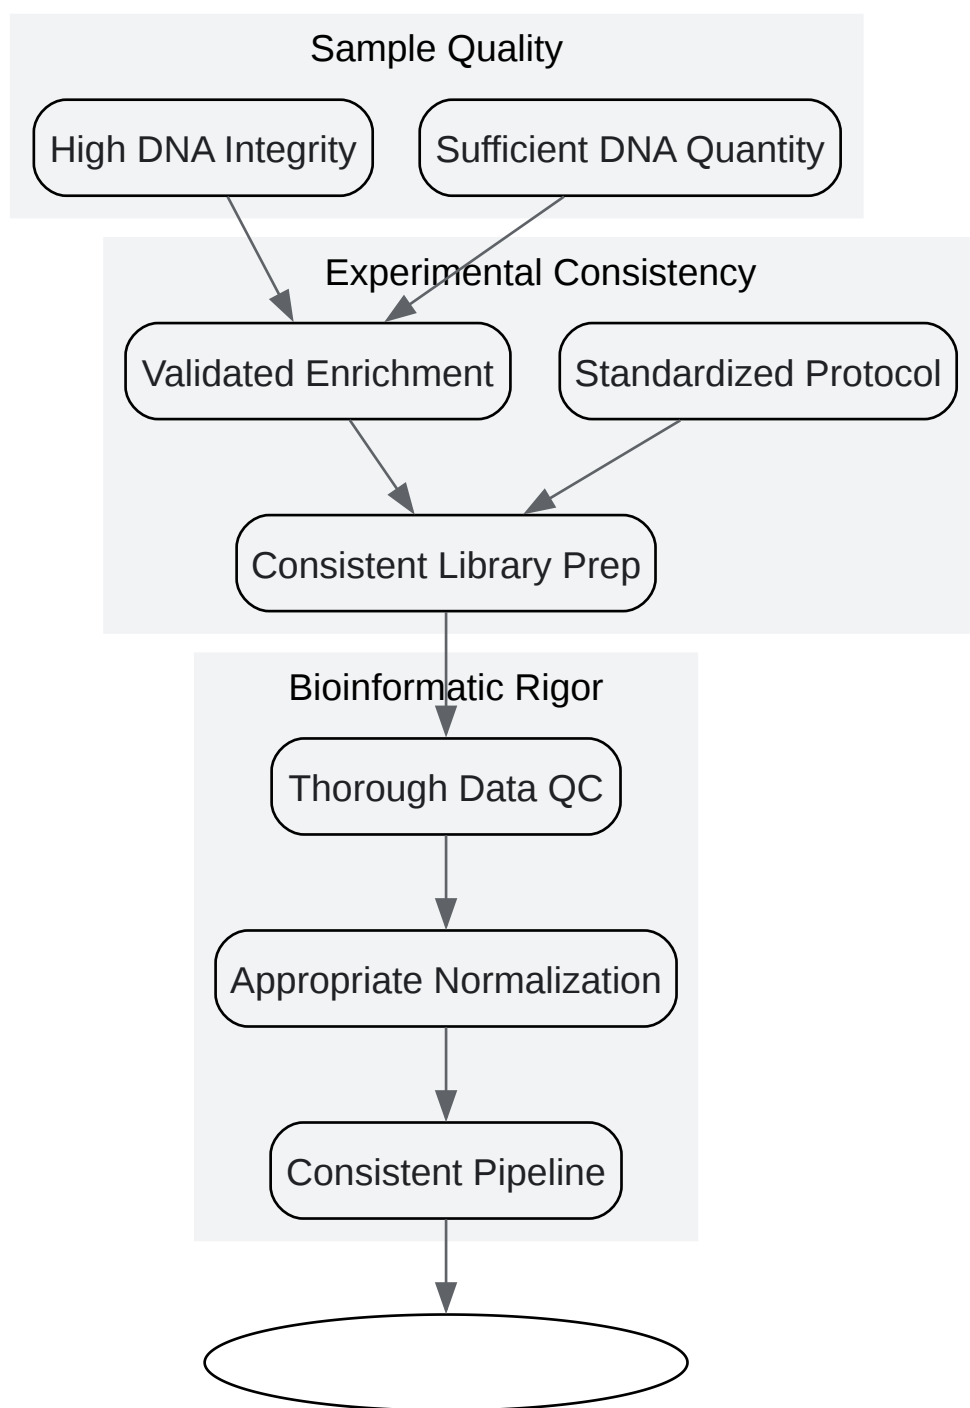 Sample Quality
High DNA Integrity
Sufficient DNA Quantity
Experimental Consistency
Validated Enrichment
Standardized Protocol
Consistent Library Prep
Bioinformatic Rigor
Thorough Data QC
Appropriate Normalization
Consistent Pipeline